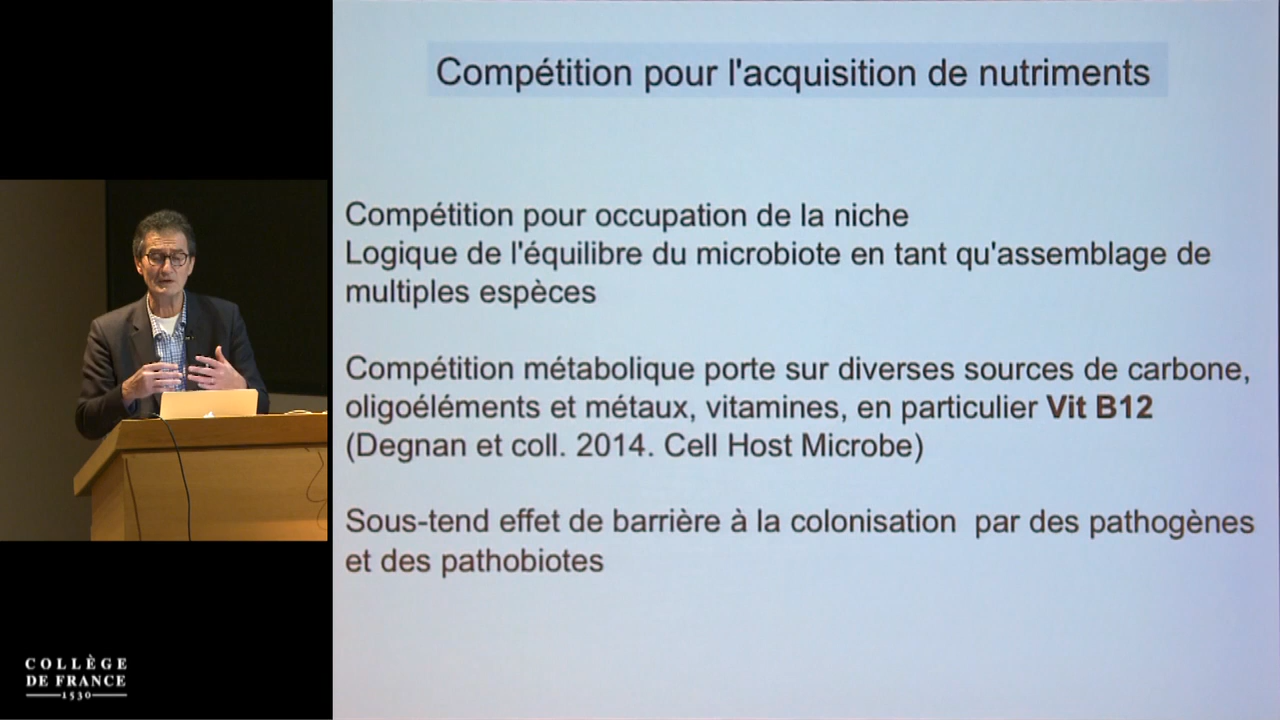 Compétition pour l'acquisition de nutriments
Compétition pour occupation de la niche
Logique de l'équilibre du microbiote en tant qu'assemblage de
multiples espèces
Compétition métabolique porte sur diverses sources de carbone,
oligoéléments et métaux, vitamines, en particulier Vit B12
(Degnan et coll. 2014. Cell Host Microbe)
Sous-tend effet de barrière à la colonisation  par des pathogènes
et des pathobiotes
COLLÈGE
DE FRANCE
1530